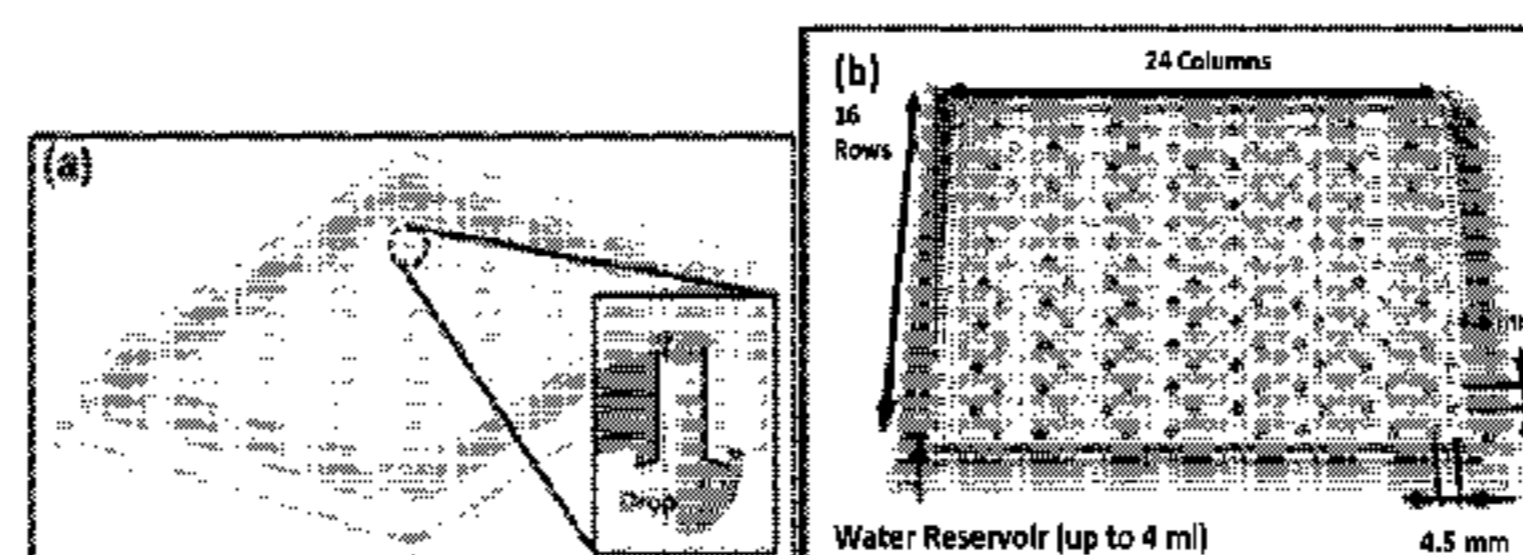 (a)
Drop
(b)
24 Columns
16
Rows
Water Reservoir (up to 4 ml)
4.5 mm